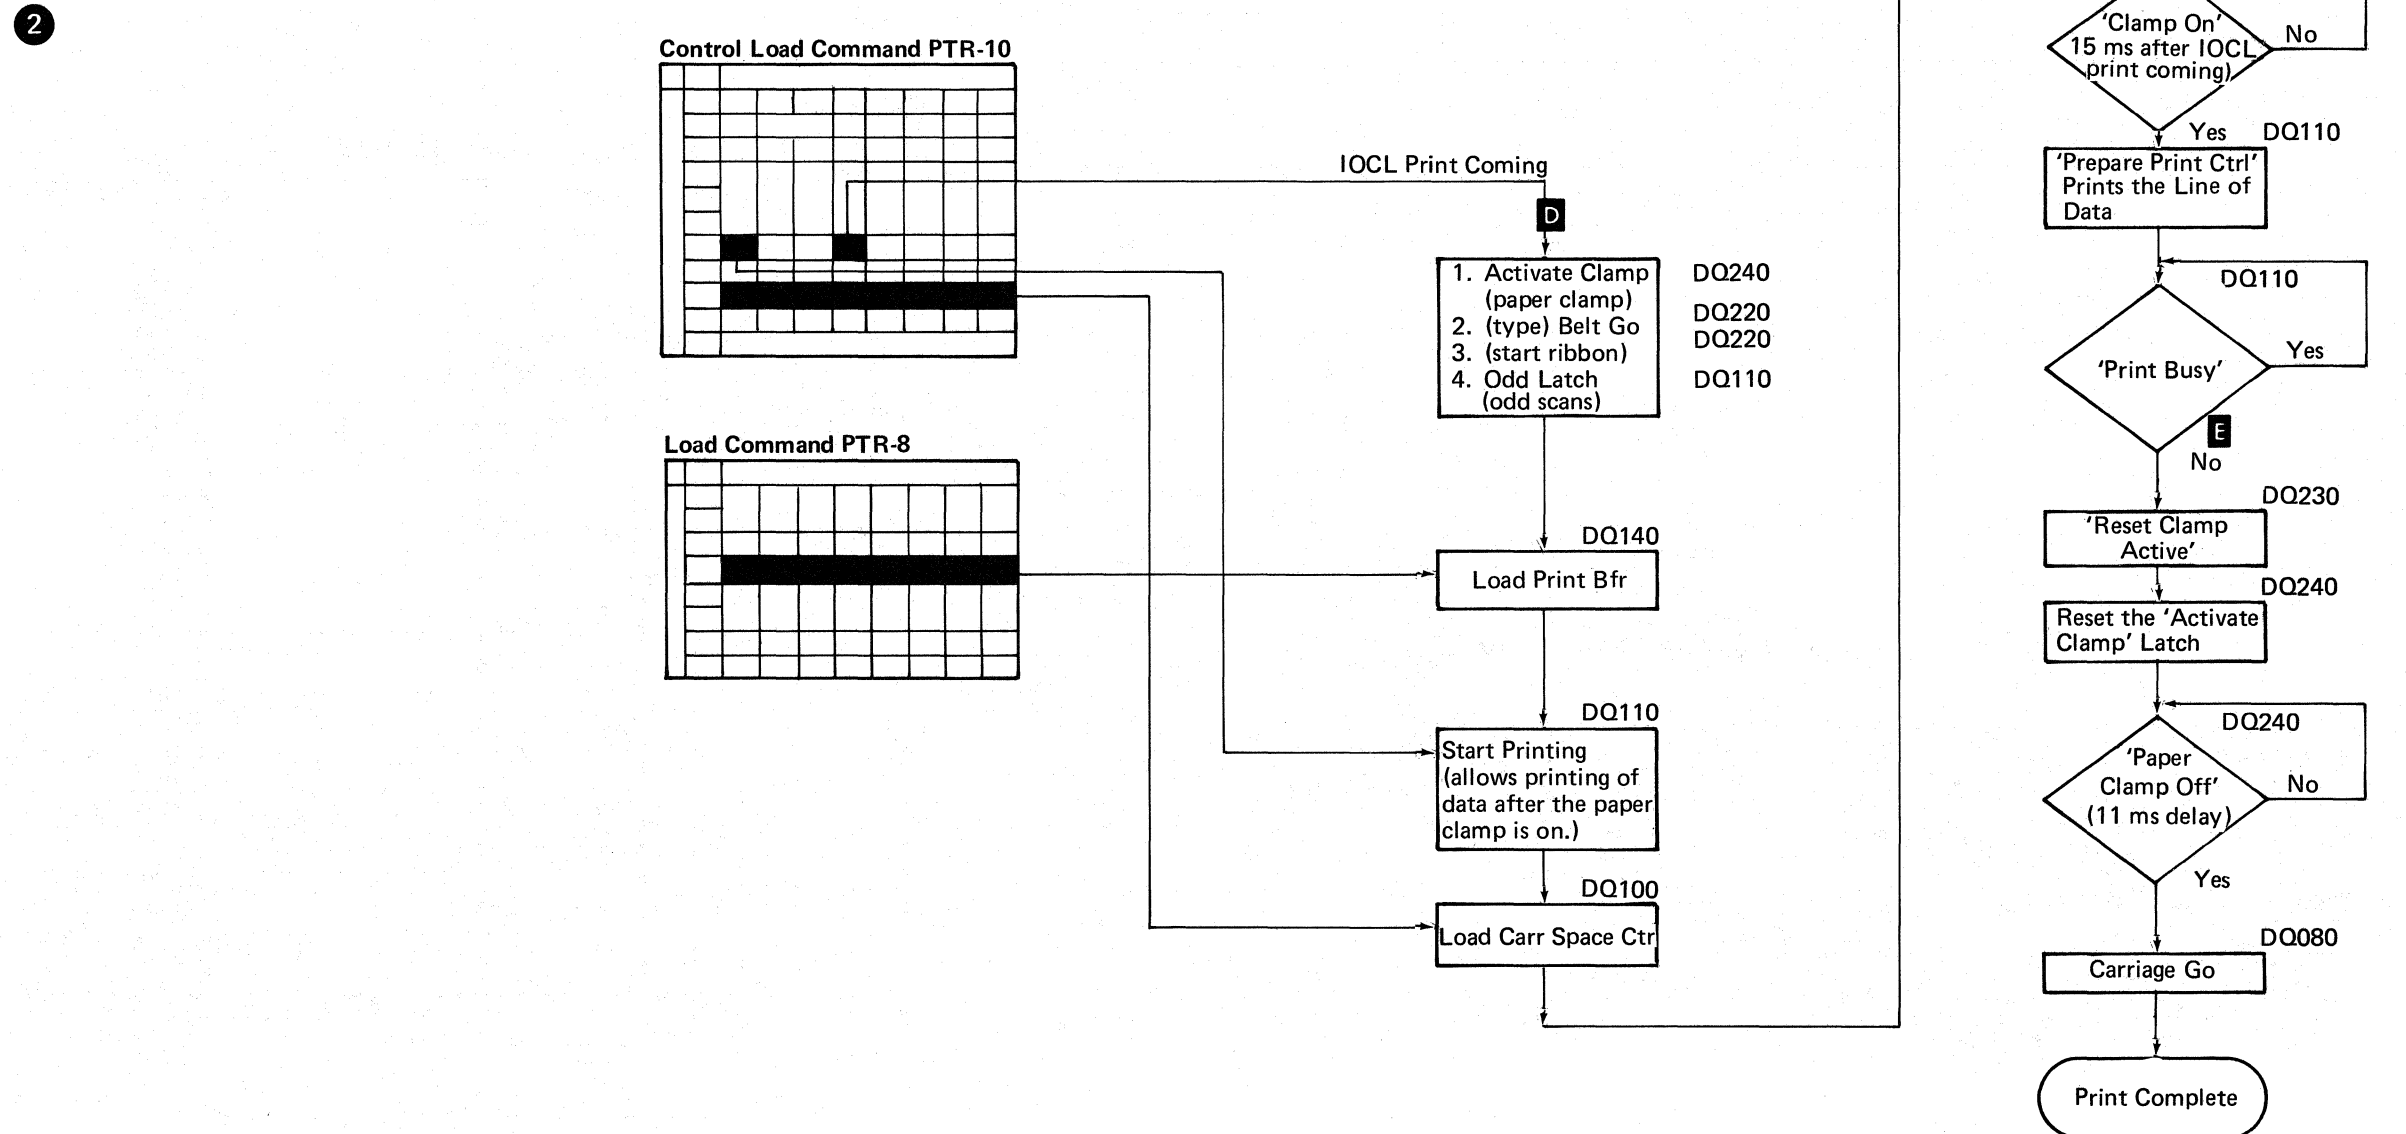 2
Control Load Command PTR-10
IOCL Print Coming
D
1. Activate Clamp
(paper clamp)
2. (type) Belt Go
3. (start ribbon)
4. Odd Latch
(odd scans)
DQ240
DQ220
DQ220
DQ110
Load Command PTR-8
DQ140
Load Print Bfr
DQ110
Start Printing
(allows printing of
data after the paper
clamp is on.)
DQ100
Load Carr Space Ctr
'Clamp On'
15 ms after IOCL
print coming)
No
Yes
DQ110
'Prepare Print Ctrl'
Prints the Line of
Data
DQ110
'Print Busy'
Yes
E
No
DQ230
'Reset Clamp
Active'
DQ240
Reset the 'Activate
Clamp' Latch
DQ240
'Paper
Clamp Off'
(11 ms delay)
No
Yes
DQ080
Carriage Go
Print Complete